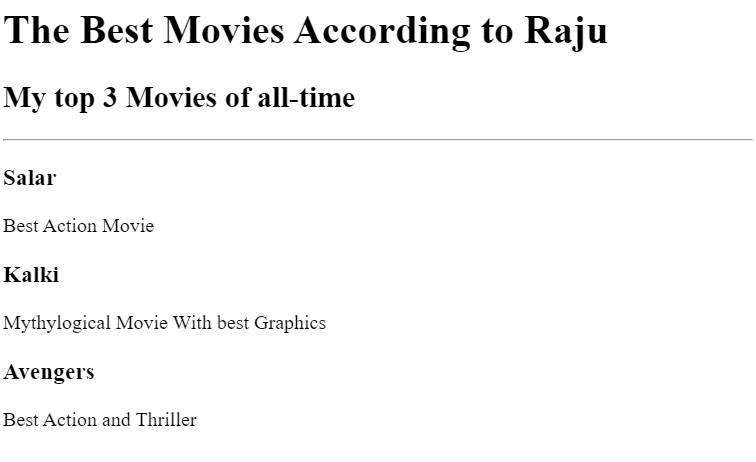 The Best Movies According to Raju
My top 3 Movies of all-time
Salar
Best Action Movie
Kalki
Mythylogical Movie With best Graphics
Avengers
Best Action and Thriller